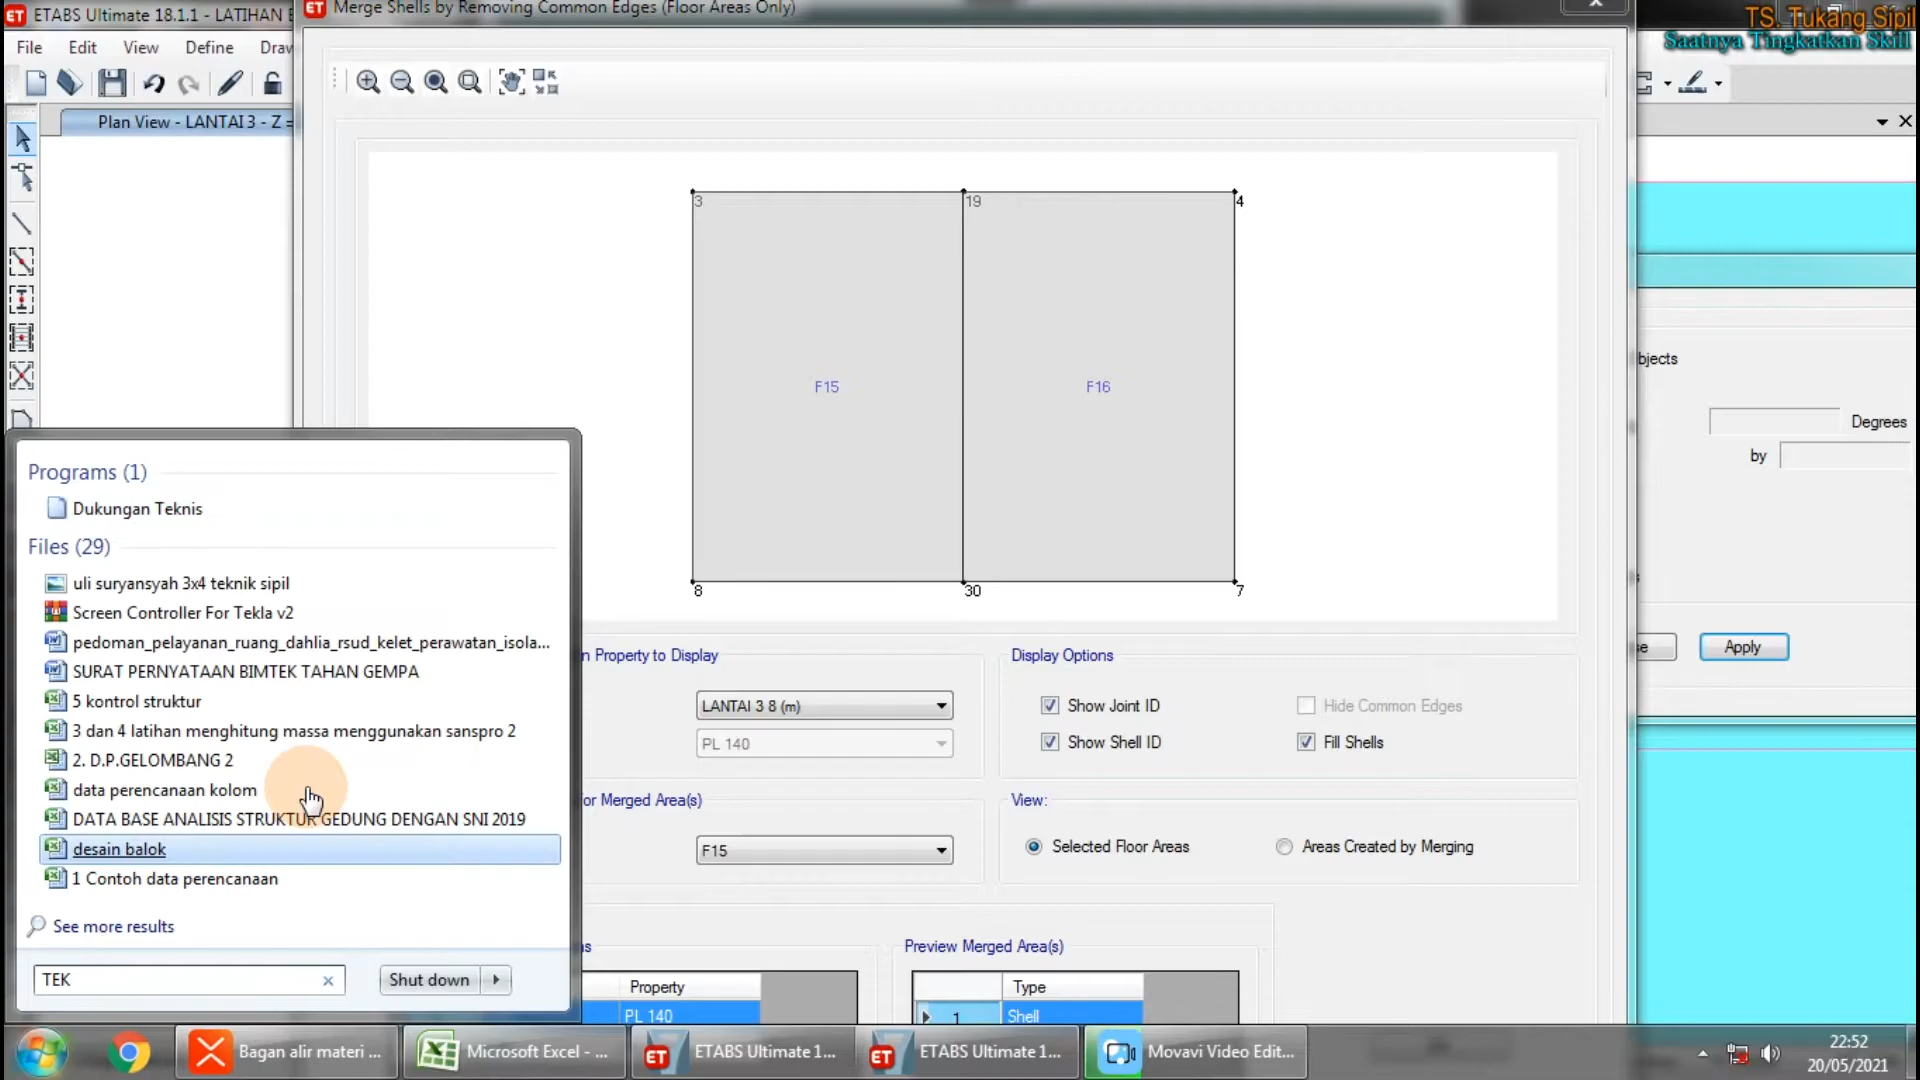 ETABS Ultimate 18.1.1 - LATIHAN
Merge Shells by Removing Common Edges (Floor Areas Only)
TS. Tukang Sipil
Saatnya Tingkatkan Skill
File Edit View Define Draw
Plan View - LANTAI 3 - Z =
3 19 4
F15 F16
8 30 7
bjects
Degrees
by
Apply
Programs (1)
Dukungan Teknis
Files (29)
uli suryansyah 3x4 teknik sipil
Screen Controller For Tekla v2
pedoman_pelayanan_ruang_dahlia_rsud_kelet_perawatan_isola...
SURAT PERNYATAAN BIMTEK TAHAN GEMPA
5 kontrol struktur
3 dan 4 latihan menghitung massa menggunakan sanspro 2
2. D.P.GELOMBANG 2
data perencanaan kolom
DATA BASE ANALISIS STRUKTUR GEDUNG DENGAN SNI 2019
desain balok
1 Contoh data perencanaan
See more results
TEK
Shut down
n Property to Display
LANTAI 3 8 (m)
PL 140
or Merged Area(s)
F15
Display Options
Show Joint ID Hide Common Edges
Show Shell ID Fill Shells
View:
Selected Floor Areas Areas Created by Merging
ns
Property
PL 140
Preview Merged Area(s)
Type
1 Shell
Bagan alir materi ...
Microsoft Excel - ...
ETABS Ultimate 1...
ETABS Ultimate 1...
Movavi Video Edit...
22:52
20/05/2021